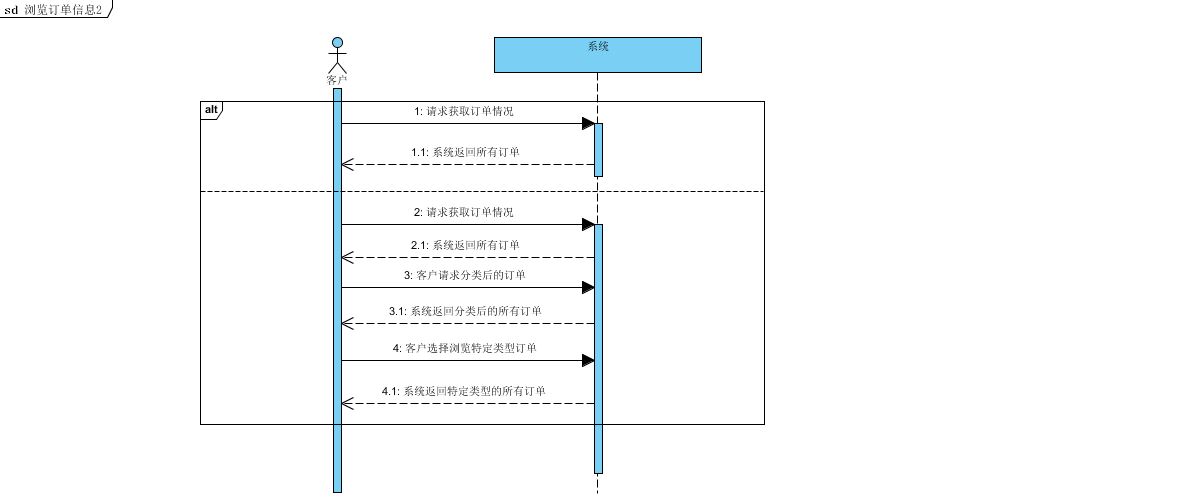 sd 浏览订单信息2
系统
客户
alt
1: 请求获取订单情况
1.1: 系统返回所有订单
2: 请求获取订单情况
2.1: 系统返回所有订单
3: 客户请求分类后的订单
3.1: 系统返回分类后的所有订单
4: 客户选择浏览特定类型订单
4.1: 系统返回特定类型的所有订单